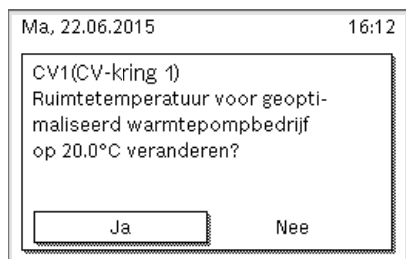 Ma, 22.06.2015 16:12
CV1(CV-kring 1)
Ruimtetemperatuur voor geopti-
maliseerd warmtepompbedrijf
op 20.0°C veranderen?
Ja Nee